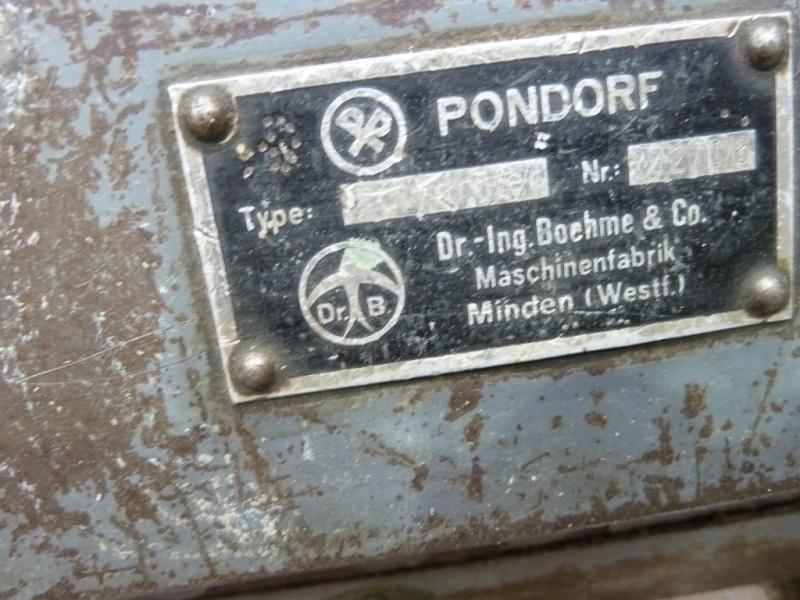 PONDORF
Type:
Nr.:
Dr.-Ing. Boehme & Co.
Maschinenfabrik
Minden (Westf.)
Dr. B.